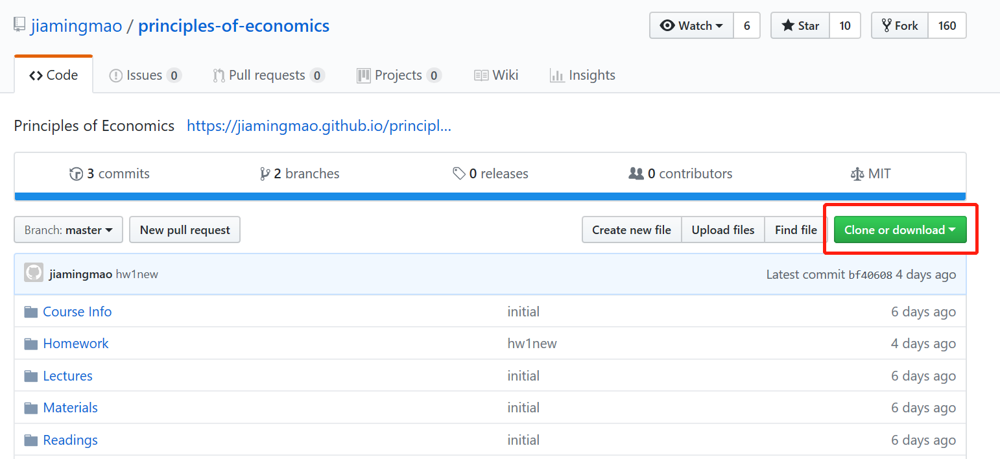 jiamingmao / principles-of-economics Watch 6 Star 10 Fork 160
Code Issues 0 Pull requests 0 Projects 0 Wiki Insights
Principles of Economics https://jiamingmao.github.io/principl...
3 commits 2 branches 0 releases 0 contributors MIT
Branch: master New pull request Create new file Upload files Find file Clone or download
jiamingmao hw1new Latest commit bf40608 4 days ago
Course Info initial 6 days ago
Homework hw1new 4 days ago
Lectures initial 6 days ago
Materials initial 6 days ago
Readings initial 6 days ago